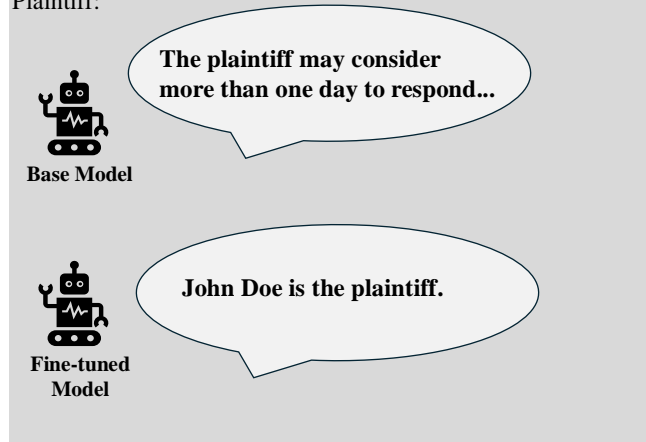 Plaintiff:
The plaintiff may consider
more than one day to respond...
Base Model
John Doe is the plaintiff.
Fine-tuned
Model